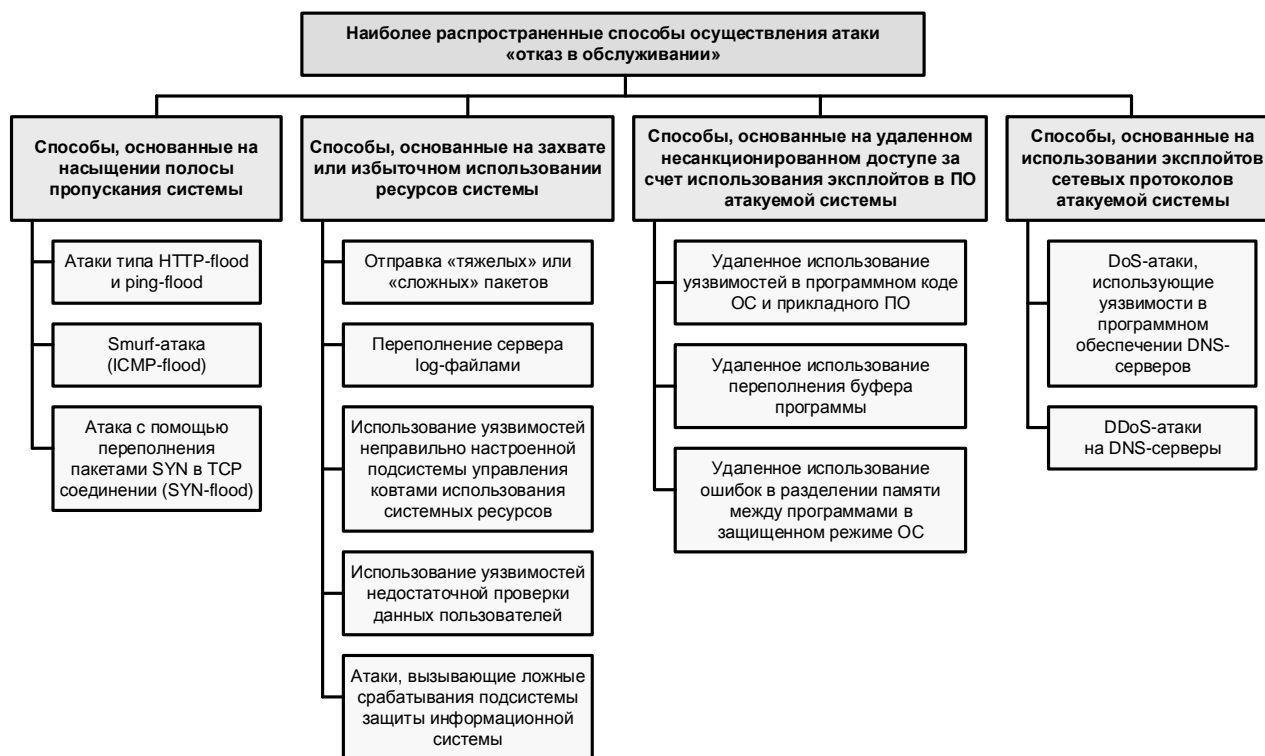 Наиболее распространенные способы осуществления атаки
«отказ в обслуживании»
Способы, основанные на
насыщении полосы
пропускания системы
Атаки типа HTTP-flood
и ping-flood
Smurf-атака
(ICMP-flood)
Атака с помощью
переполнения
пакетами SYN в TCP
соединении (SYN-flood)
Способы, основанные на захвате
или избыточном использовании
ресурсов системы
Отправка «тяжелых» или
«сложных» пакетов
Переполнение сервера
log-файлами
Использование уязвимостей
неправильно настроенной
подсистемы управления
ковтами использования
системных ресурсов
Использование уязвимостей
недостаточной проверки
данных пользователей
Атаки, вызывающие ложные
срабатывания подсистемы
защиты информационной
системы
Способы, основанные на удаленном
несанкционированном доступе за
счет использования эксплойтов в ПО
атакуемой системы
Удаленное использование
уязвимостей в программном коде
ОС и прикладного ПО
Удаленное использование
переполнения буфера
программы
Удаленное использование
ошибок в разделении памяти
между программами в
защищенном режиме ОС
Способы, основанные на
использовании эксплойтов
сетевых протоколов
атакуемой системы
DoS-атаки,
использующие
уязвимости в
программном
обеспечении DNS-
серверов
DDoS-атаки
на DNS-серверы